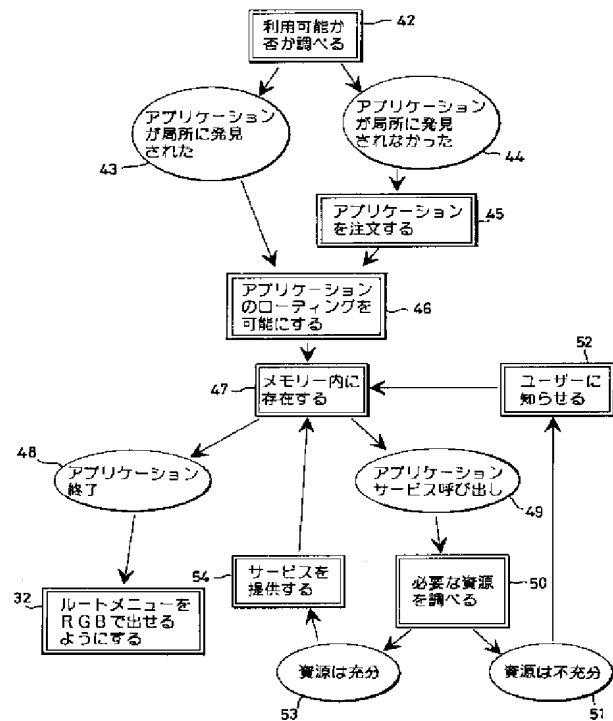 利用可能か
否か調べる
42
アプリケーション
が局所に発見
された
43
アプリケーション
が局所に発見
されなかった
44
アプリケーション
を注文する
45
アプリケーション
のローディングを
可能にする
46
52
ユーザーに
知らせる
47
メモリー内に
存在する
48
アプリケーション
終了
アプリケーション
サービス呼び出し
49
54
サービスを
提供する
50
必要な資源
を調べる
32
ルートメニューを
RGBで出せる
ようにする
資源は充分
53
資源は不充分
51